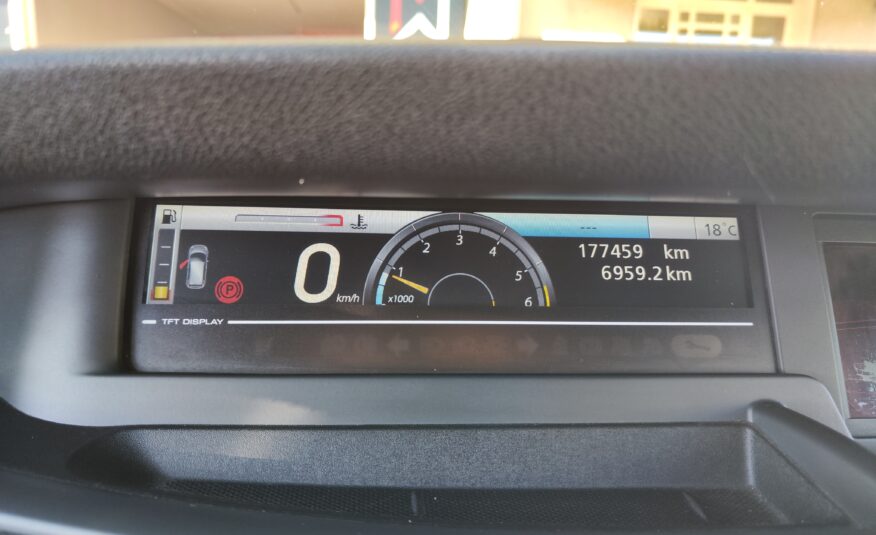 ---
18°C
0 km/h
1 2 3 4 5 6
x1000
177459 km
6959.2 km
P
TFT DISPLAY